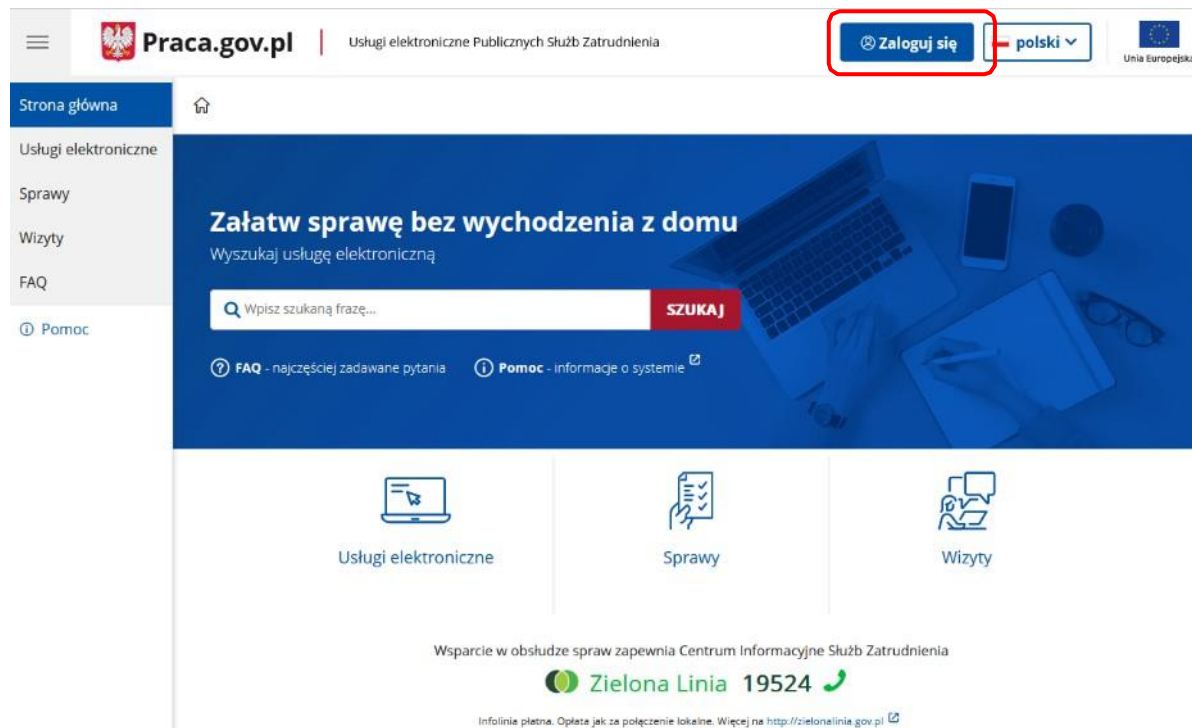 Praca.gov.pl
Usługi elektroniczne Publicznych Służb Zatrudnienia
Zaloguj się
polski
Unia Europejska
Strona główna
Usługi elektroniczne
Sprawy
Wizyty
FAQ
Pomoc
Załatw sprawę bez wychodzenia z domu
Wyszukaj usługę elektroniczną
Wpisz szukaną frazę...
SZUKAJ
FAQ - najczęściej zadawane pytania
Pomoc - informacje o systemie
Usługi elektroniczne
Sprawy
Wizyty
Wsparcie w obsłudze spraw zapewnia Centrum Informacyjne Służb Zatrudnienia
Zielona Linia 19524
Infolinia płatna. Opłata jak za połączenie lokalne. Więcej na http://zielonalinia.gov.pl